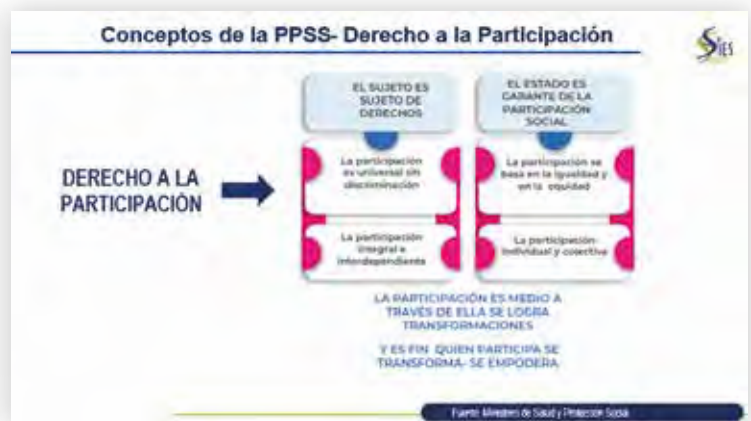 Conceptos de la PPSS- Derecho a la Participación
SIES
DERECHO A LA
PARTICIPACIÓN
EL SUJETO ES
SUJETO DE
DERECHOS
La participación
es universal sin
discriminación
La participación
integral e
interdependiente
EL ESTADO ES
GARANTE DE LA
PARTICIPACIÓN
SOCIAL
La participación se
basa en la igualdad y
en la equidad
La participación
individual y colectiva
LA PARTICIPACIÓN ES MEDIO A
TRAVÉS DE ELLA SE LOGRA
TRANSFORMACIONES
Y ES FIN QUIEN PARTICIPA SE
TRANSFORMA- SE EMPODERA
Fuente: Ministerio de Salud y Protección Social